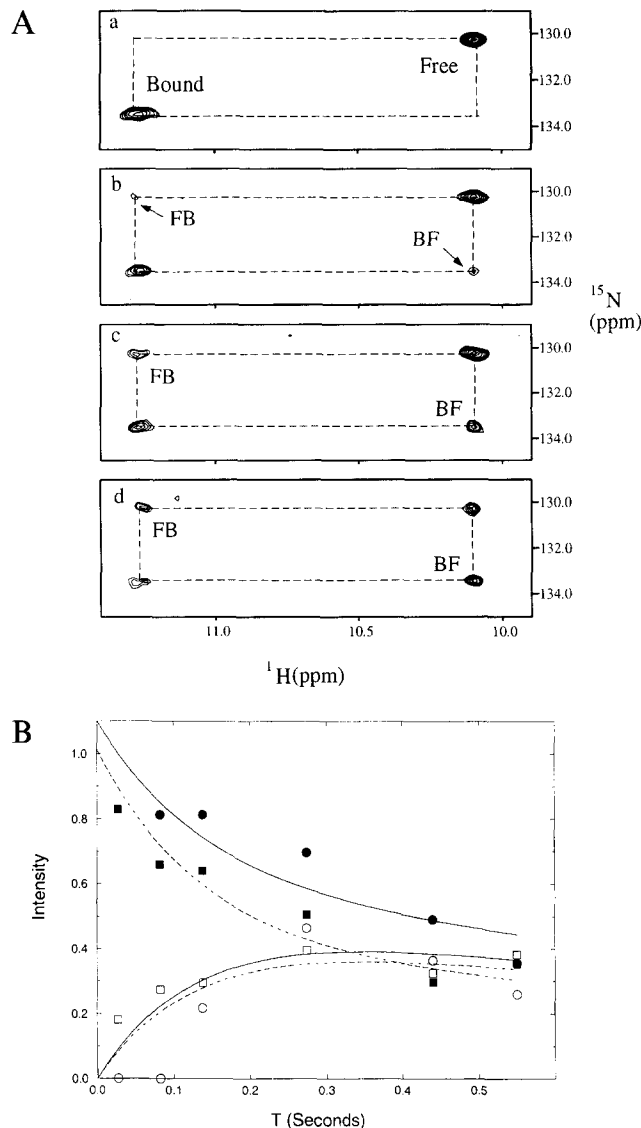 A
a
Bound
Free
130.0
132.0
134.0
b
FB
BF
130.0
132.0
134.0
15N
(ppm)
c
FB
BF
130.0
132.0
134.0
d
FB
BF
130.0
132.0
134.0
11.0
10.5
10.0
1H(ppm)
B
1.0
0.8
0.6
0.4
0.2
0.0
Intensity
0.0
0.1
0.2
0.3
0.4
0.5
T (Seconds)